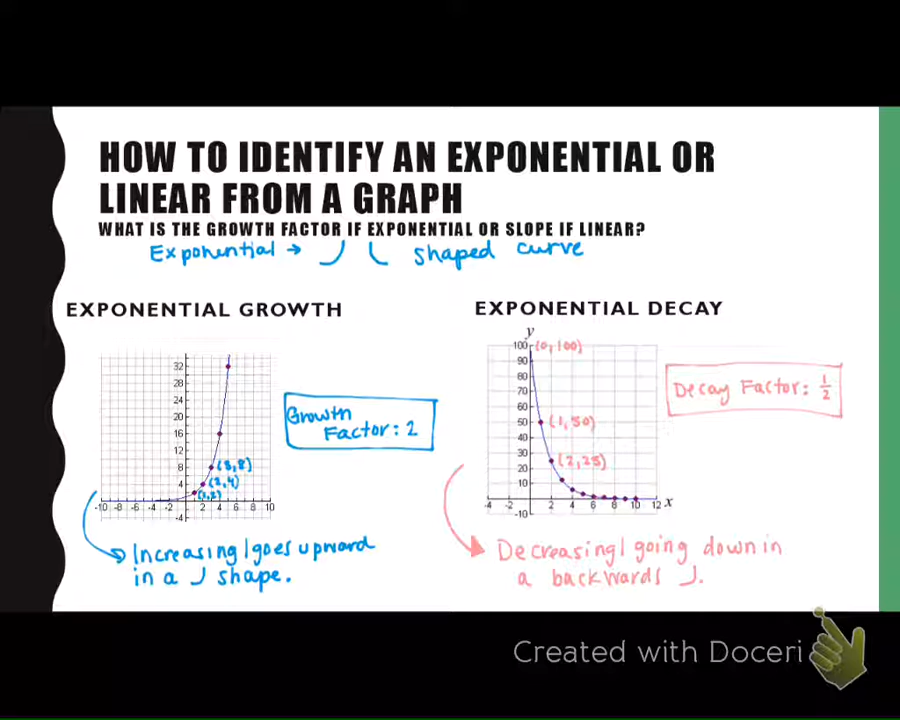 HOW TO IDENTIFY AN EXPONENTIAL OR
LINEAR FROM A GRAPH
WHAT IS THE GROWTH FACTOR IF EXPONENTIAL OR SLOPE IF LINEAR?
Exponential → shaped curve
EXPONENTIAL GROWTH
32
28
24
20
16
12
8
4
-4
-10 -8 -6 -4 -2 2 4 6 8 10
(3,8)
(2,4)
(1,2)
Growth
Factor: 2
Increasing/goes upward
in a J shape.
EXPONENTIAL DECAY
y
100
90
80
70
60
50
40
30
20
10
-10
-4 -2 0 2 4 6 8 10 12 x
(0,100)
(1,50)
(2,25)
Decay Factor: 1/2
Decreasing/going down in
a backwards J.
Created with Doceri